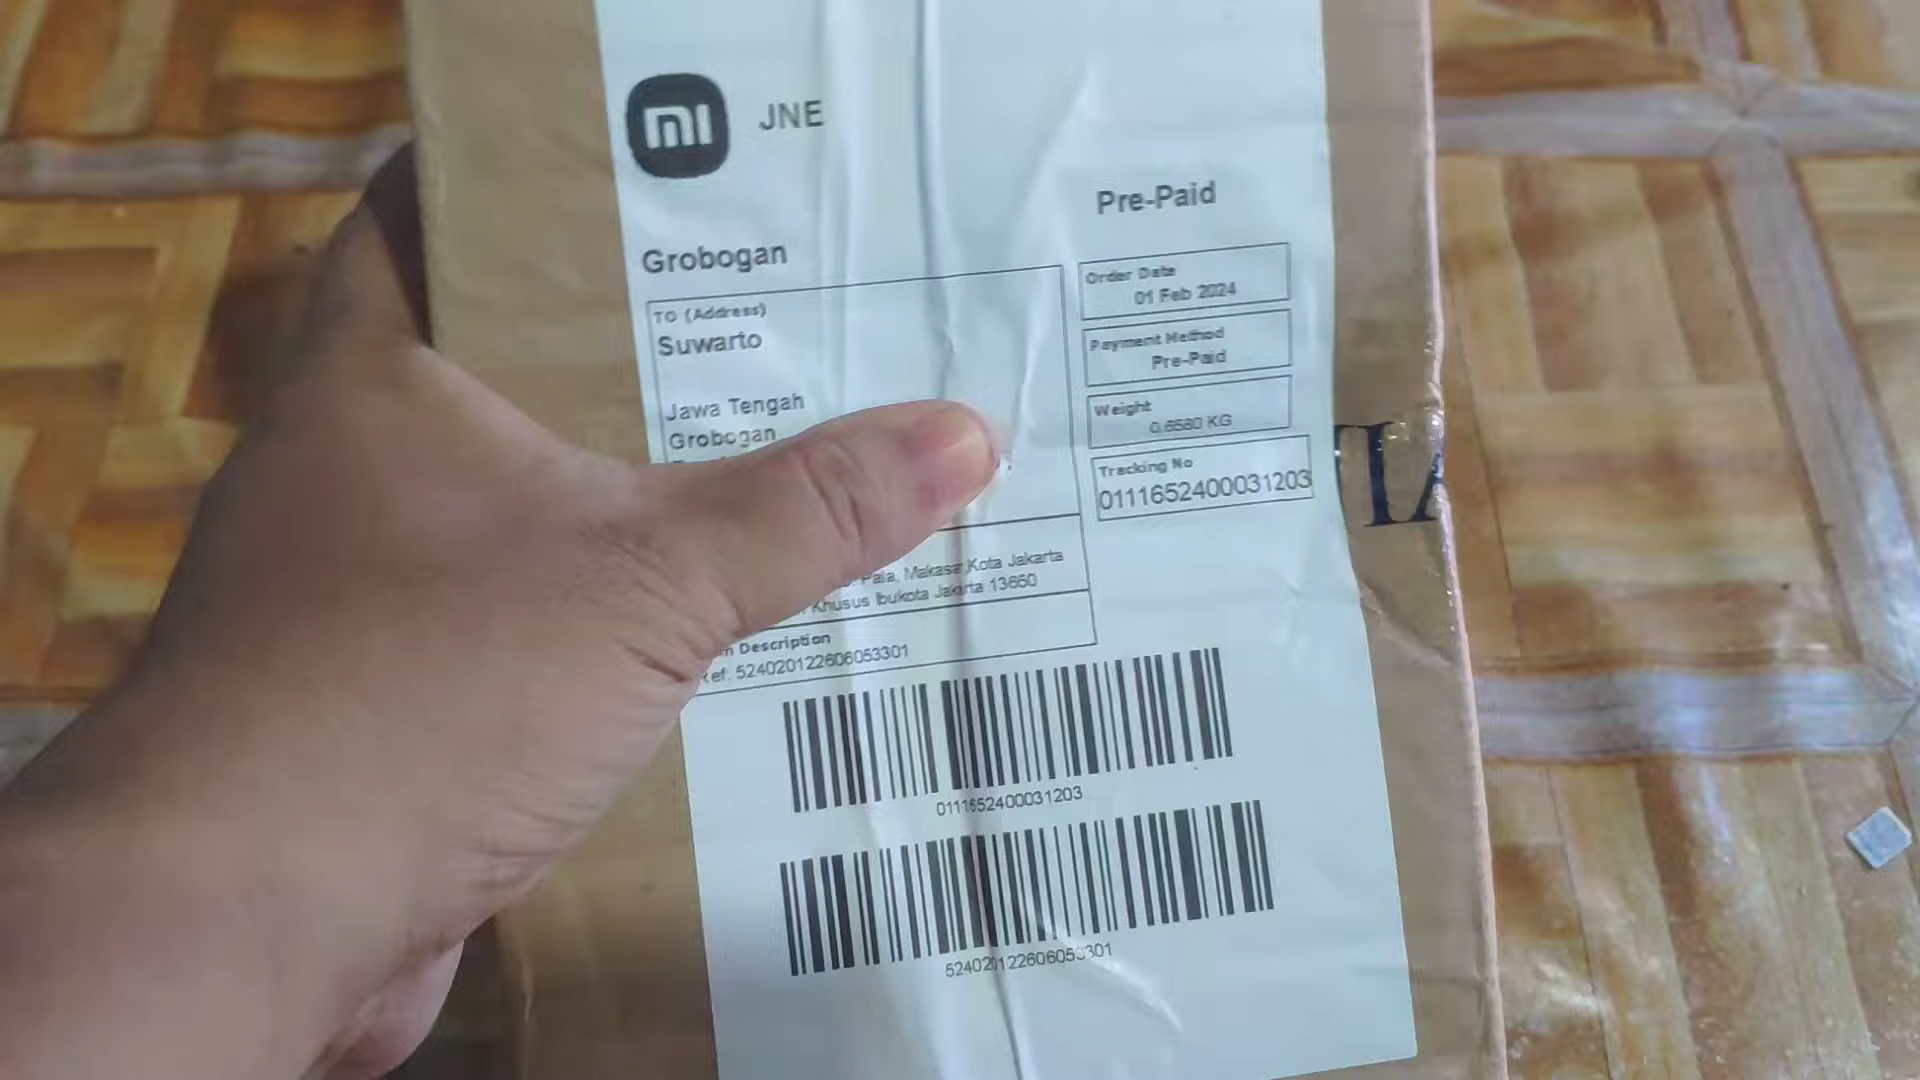 mi JNE
Pre-Paid
Grobogan
TO (Address)
Suwarto
Jawa Tengah
Grobogan
Order Date
01 Feb 2024
Payment Method
Pre-Paid
Weight
0.6580 KG
Tracking No
0111652400031203
Pala, Makasar Kota Jakarta
Khusus Ibukota Jakarta 13650
Description
Ref: 524020122606053301
0111652400031203
524020122606053301